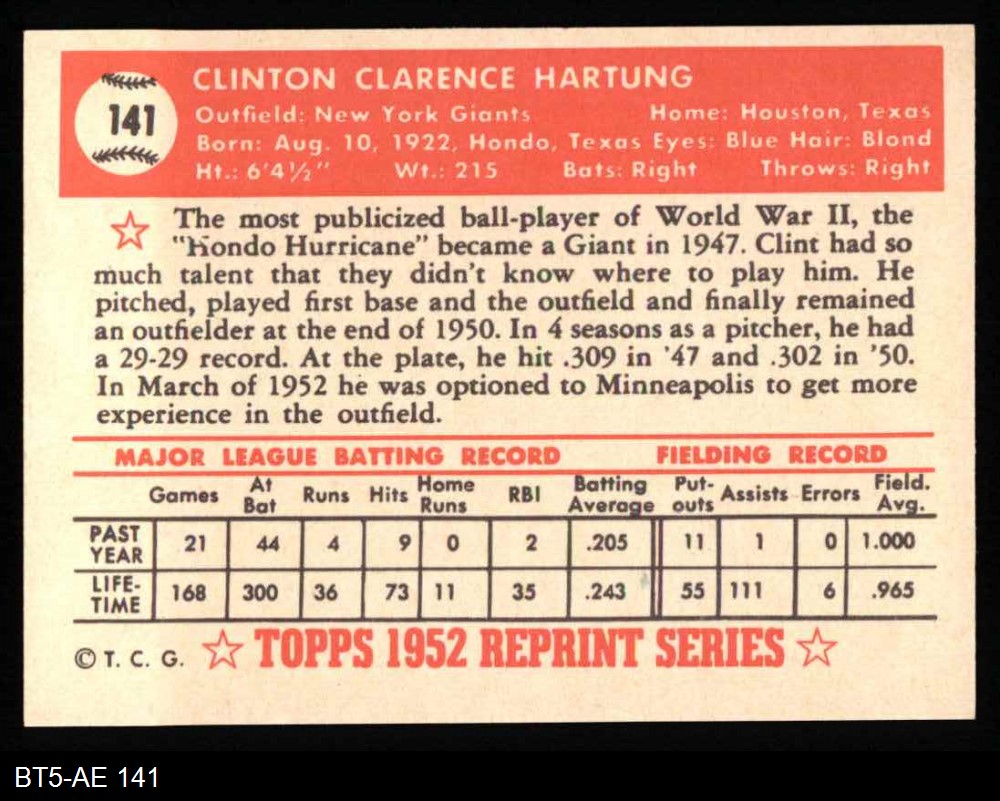 141
CLINTON CLARENCE HARTUNG
Outfield: New York Giants Home: Houston, Texas
Born: Aug. 10, 1922, Hondo, Texas Eyes: Blue Hair: Blond
Ht.: 6'4½" Wt.: 215 Bats: Right Throws: Right
The most publicized ball-player of World War II, the
"Hondo Hurricane" became a Giant in 1947. Clint had so
much talent that they didn't know where to play him. He
pitched, played first base and the outfield and finally remained
an outfielder at the end of 1950. In 4 seasons as a pitcher, he had
a 29-29 record. At the plate, he hit .309 in '47 and .302 in '50.
In March of 1952 he was optioned to Minneapolis to get more
experience in the outfield.
MAJOR LEAGUE BATTING RECORD FIELDING RECORD
Games At Bat Runs Hits Home Runs RBI Batting Average Put-outs Assists Errors Field. Avg.
PAST YEAR 21 44 4 9 0 2 .205 11 1 0 1.000
LIFE-TIME 168 300 36 73 11 35 .243 55 111 6 .965
© T. C. G. ☆ TOPPS 1952 REPRINT SERIES ☆
BT5-AE 141